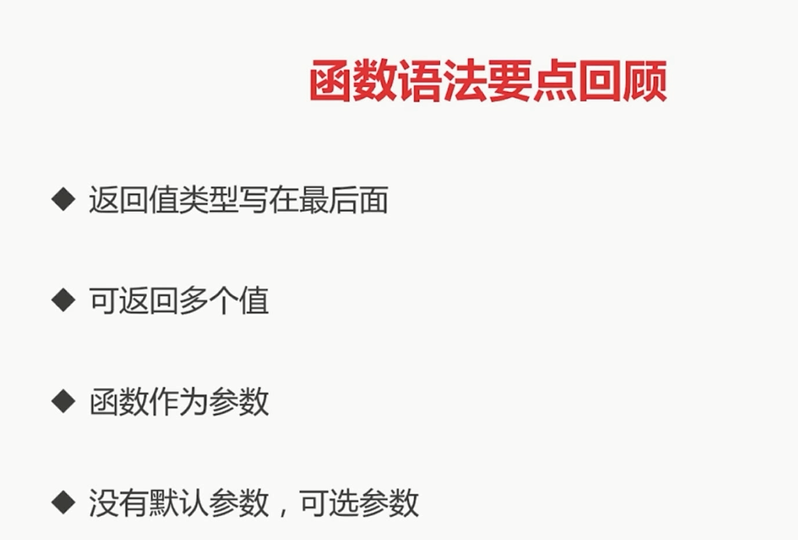 函数语法要点回顾
◆ 返回值类型写在最后面
◆ 可返回多个值
◆ 函数作为参数
◆ 没有默认参数，可选参数